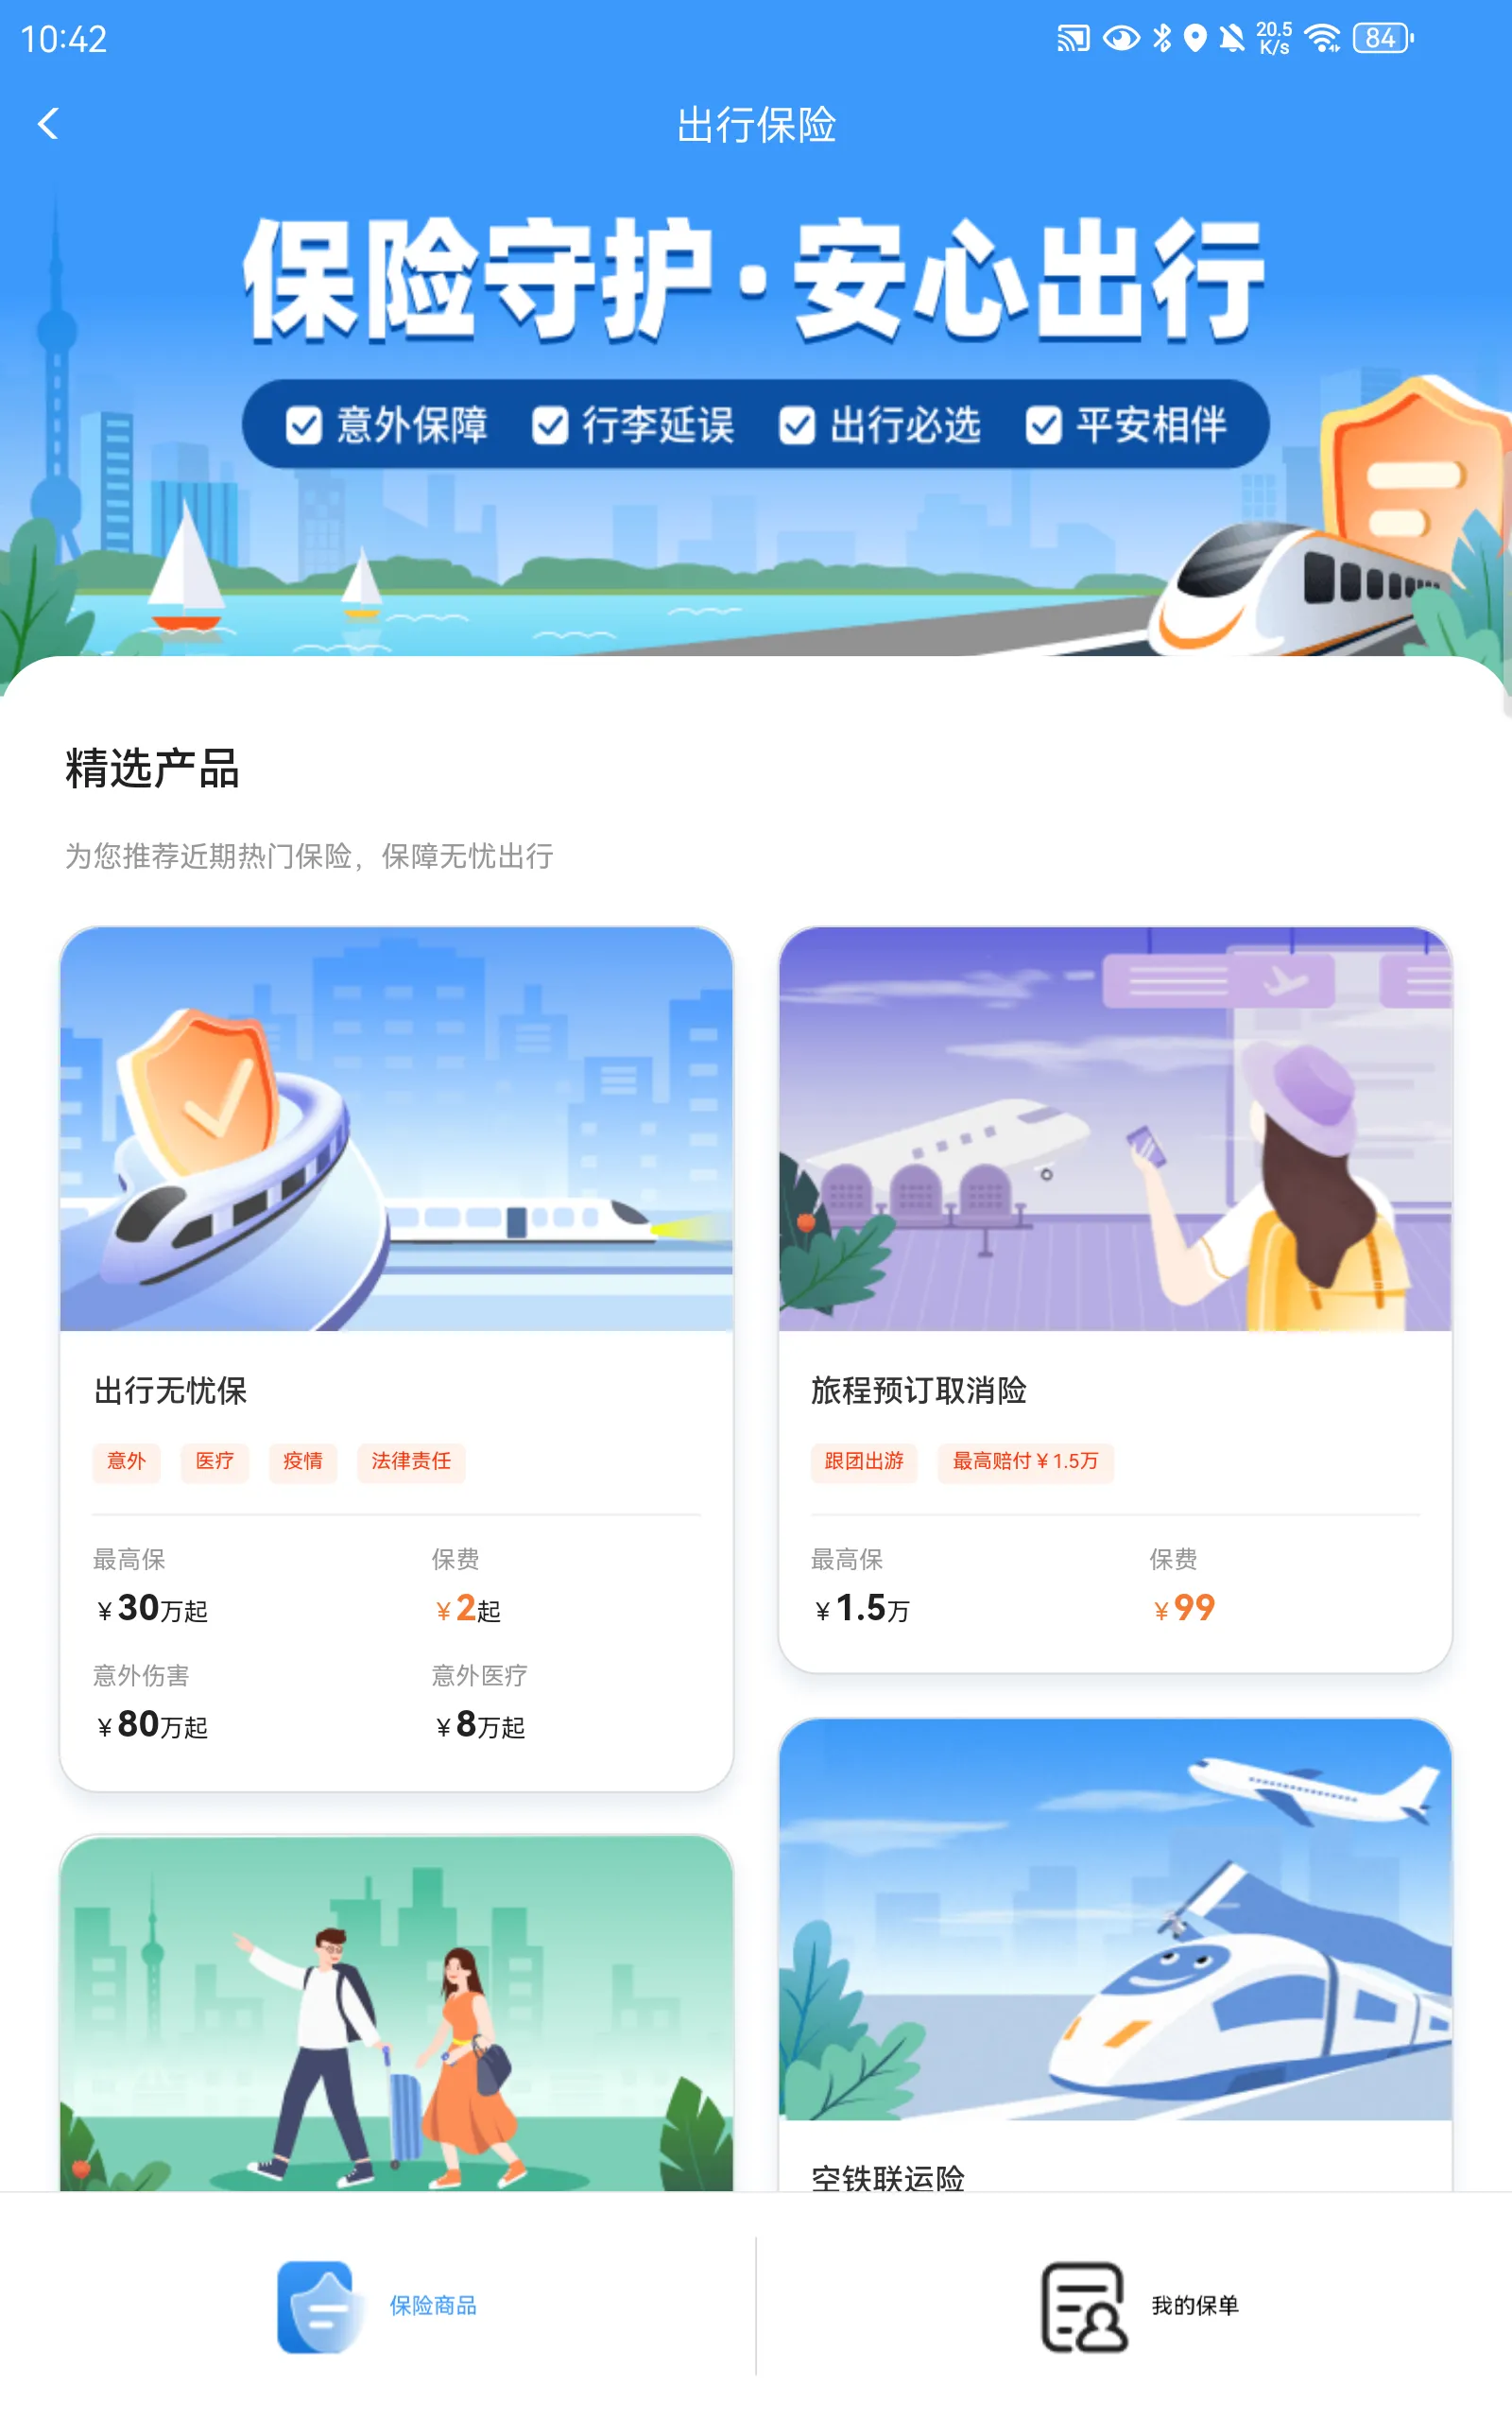 10:42
20.5
K/s
84
出行保险
保险守护·安心出行
意外保障 行李延误 出行必选 平安相伴
精选产品
为您推荐近期热门保险，保障无忧出行
出行无忧保
意外 医疗 疫情 法律责任
最高保 保费
¥30万起 ¥2起
意外伤害 意外医疗
¥80万起 ¥8万起
旅程预订取消险
跟团出游 最高赔付¥1.5万
最高保 保费
¥1.5万 ¥99
空铁联运险
保险商品 我的保单